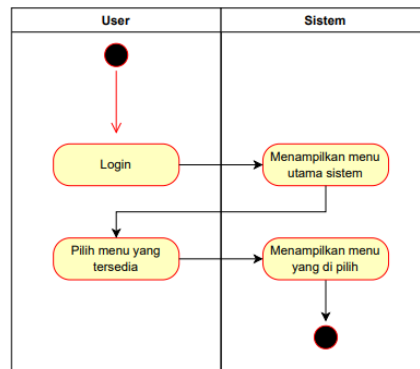 User
Sistem
Login
Menampilkan menu
utama sistem
Pilih menu yang
tersedia
Menampilkan menu
yang di pilih